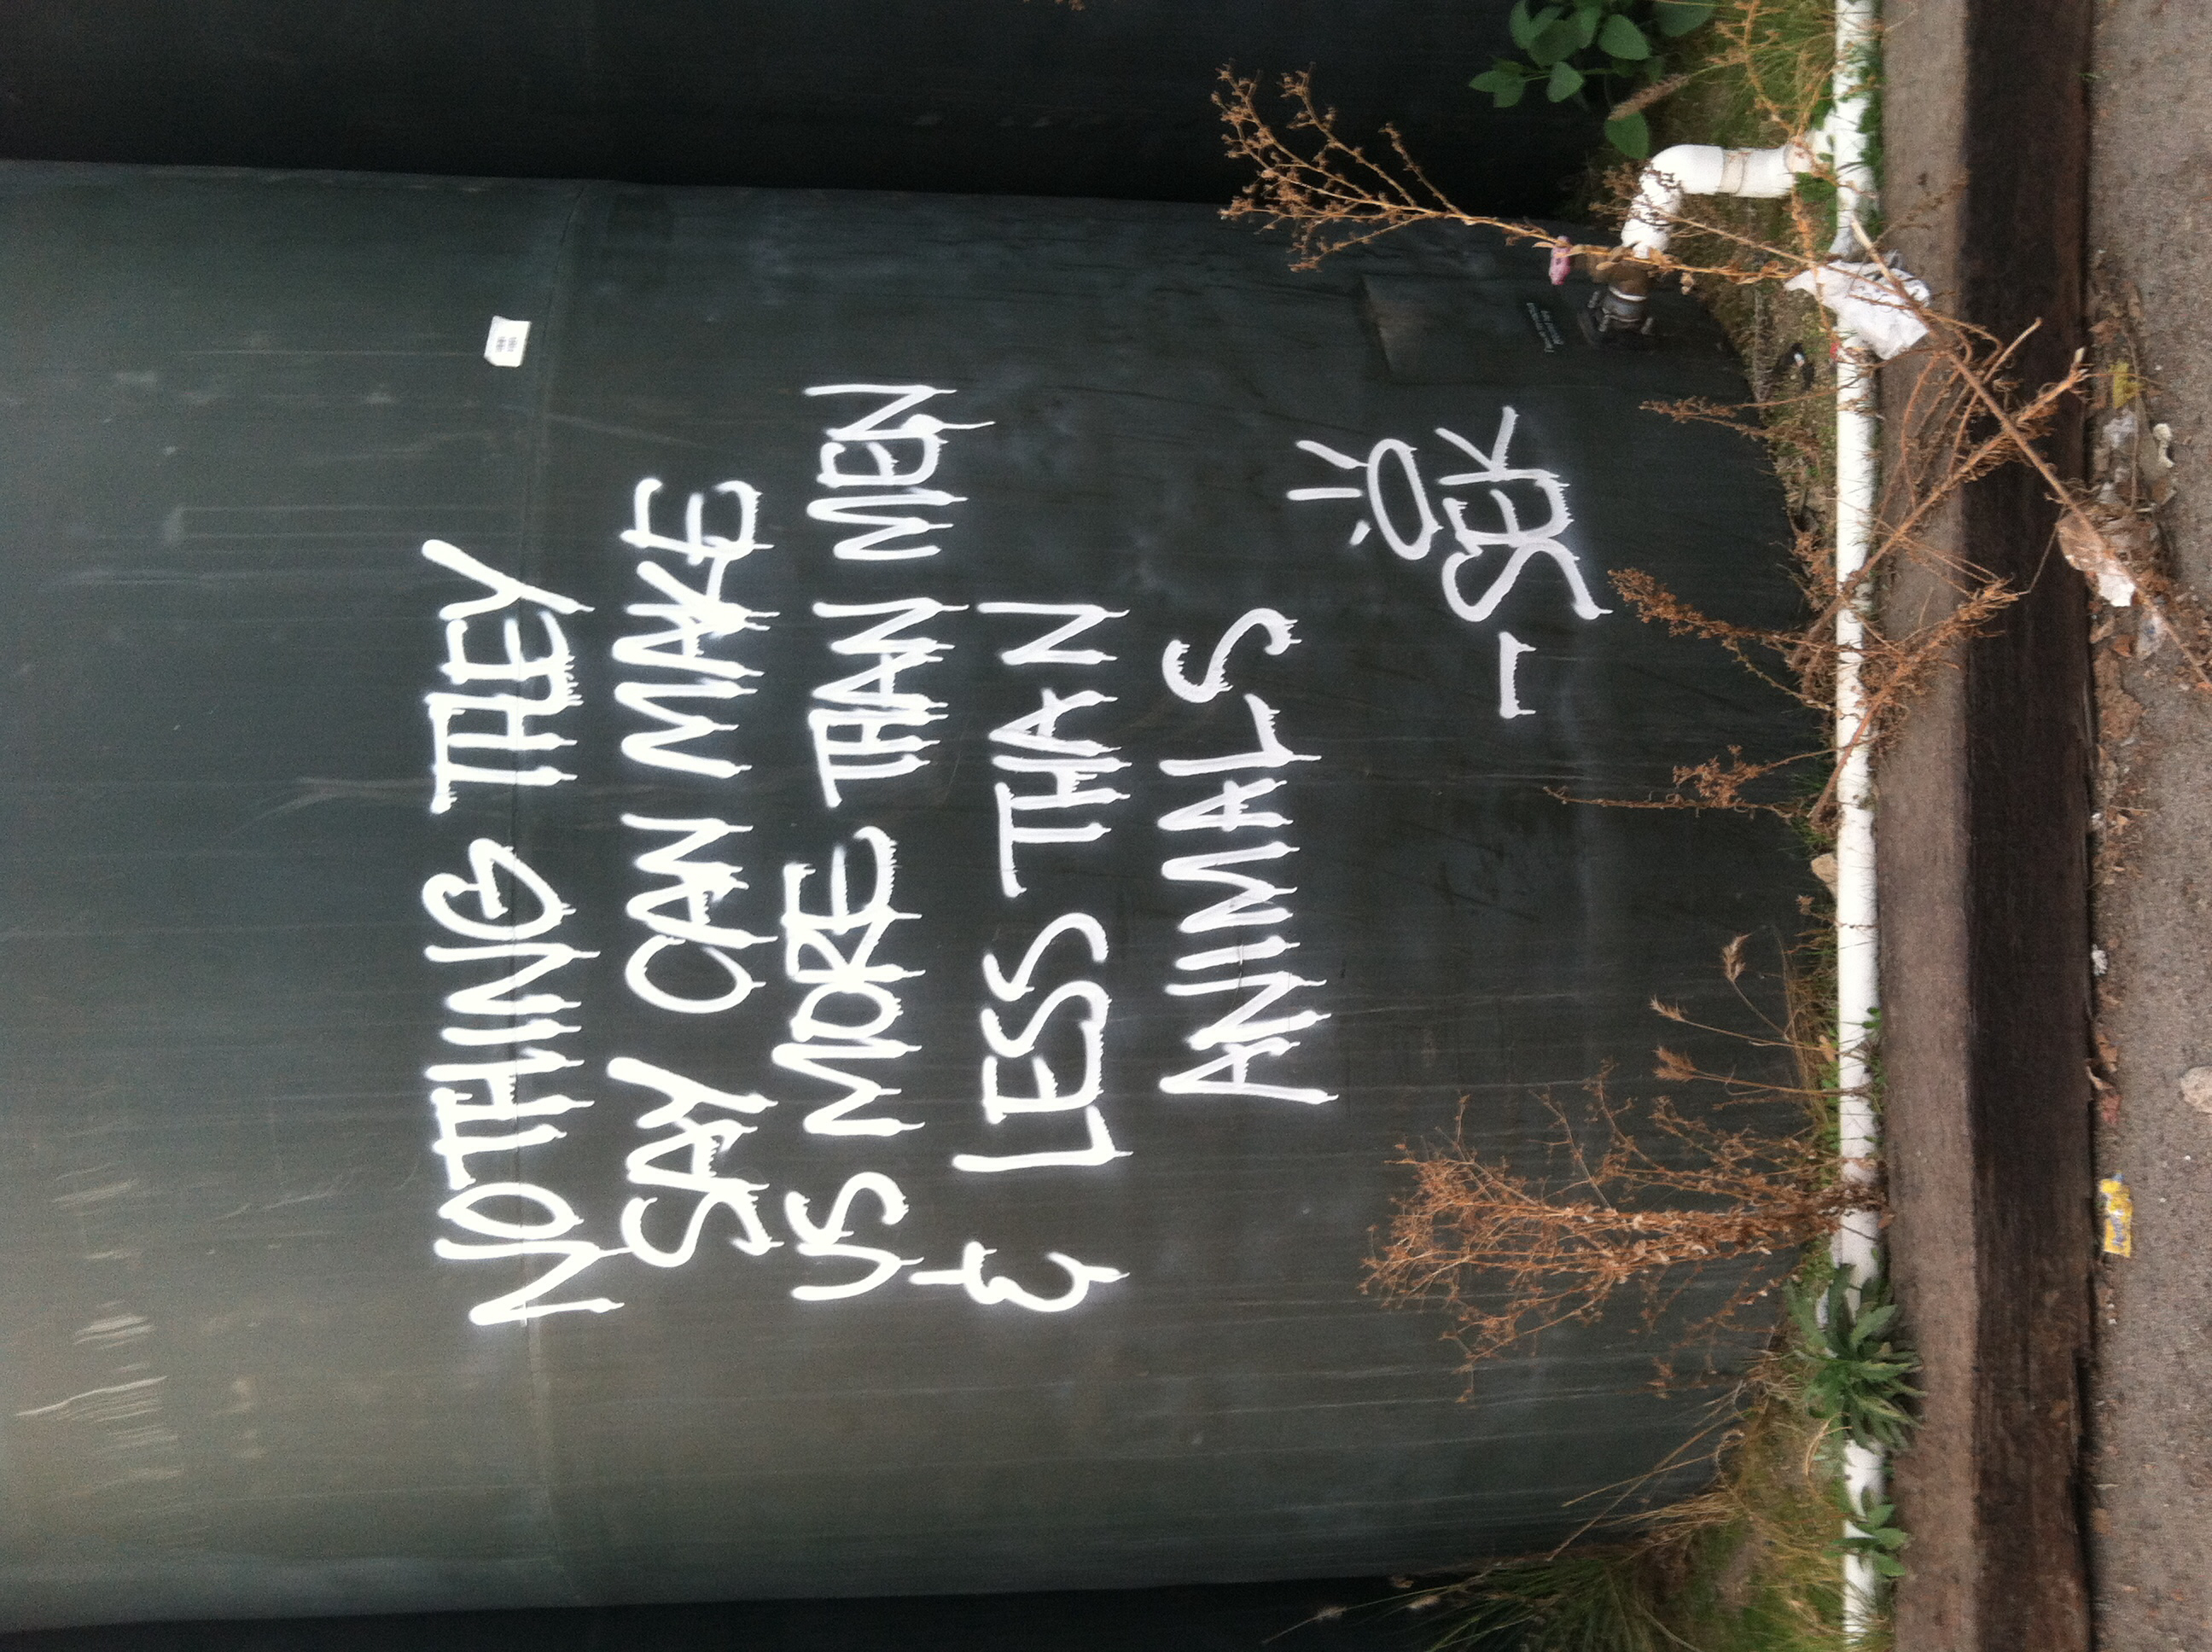 NOTHING THEY
SAY CAN MAKE
US MORE THAN MEN
& LESS THAN
ANIMALS
- SEK